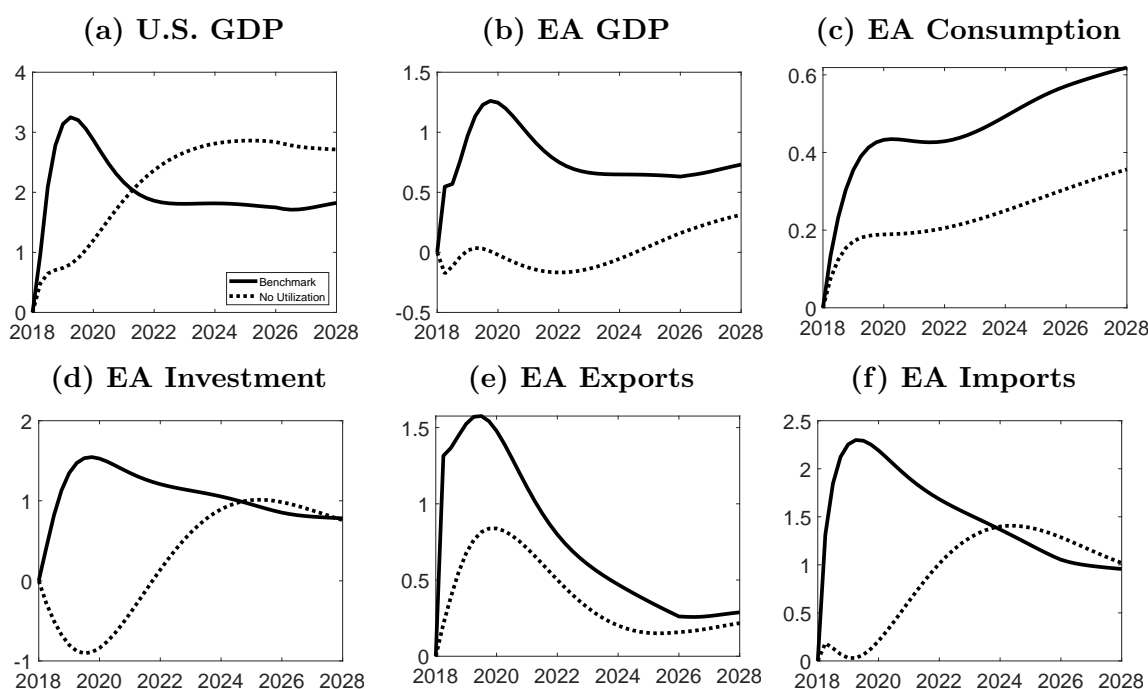 (a) U.S. GDP
(b) EA GDP
(c) EA Consumption
4
3
2
1
0
Benchmark
No Utilization
2018 2020 2022 2024 2026 2028
1.5
1
0.5
0
-0.5
2018 2020 2022 2024 2026 2028
0.6
0.4
0.2
0
2018 2020 2022 2024 2026 2028
(d) EA Investment
(e) EA Exports
(f) EA Imports
2
1
0
-1
2018 2020 2022 2024 2026 2028
1.5
1
0.5
0
2018 2020 2022 2024 2026 2028
2.5
2
1.5
1
0.5
0
2018 2020 2022 2024 2026 2028